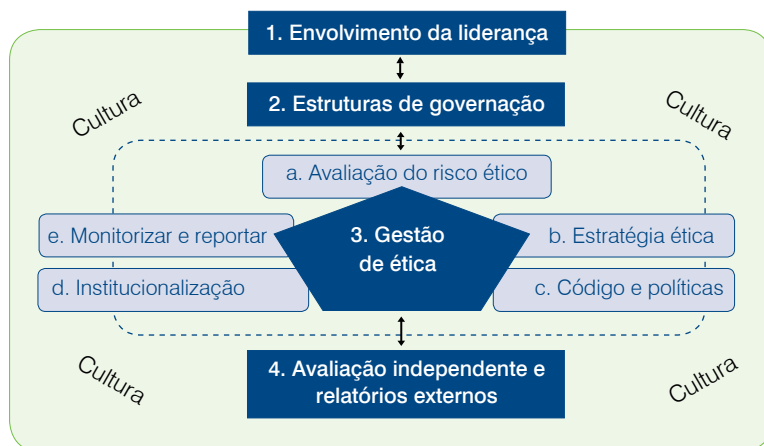 1. Envolvimento da liderança
Cultura
2. Estruturas de governação
Cultura
a. Avaliação do risco ético
e. Monitorizar e reportar
3. Gestão
de ética
b. Estratégia ética
d. Institucionalização
c. Código e políticas
Cultura
4. Avaliação independente e
relatórios externos
Cultura